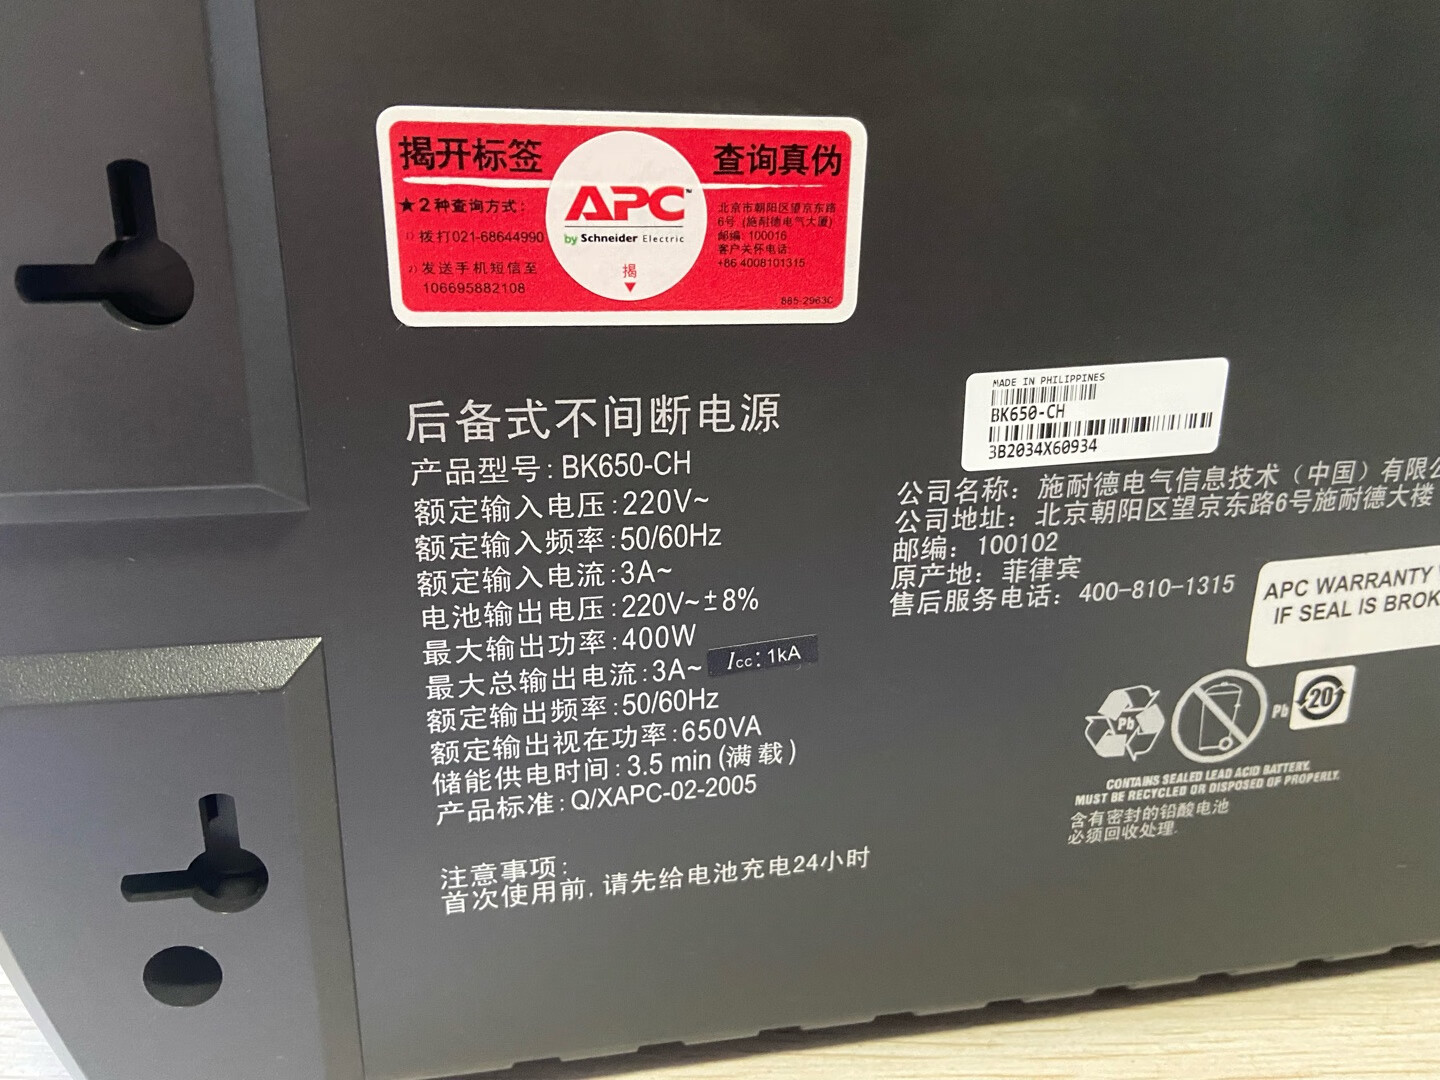 揭开标签
查询真伪
★2种查询方式:
1) 拨打021-68644990
2) 发送手机短信至
106695882108
APC™
by Schneider Electric
揭
北京市朝阳区望京东路
6号 (施耐德电气大厦)
邮编: 100016
客户关怀电话:
+86 4008101315
885-2963C
后备式不间断电源
产品型号: BK650-CH
额定输入电压: 220V~
额定输入频率: 50/60Hz
额定输入电流: 3A~
电池输出电压: 220V~±8%
最大输出功率: 400W
最大总输出电流: 3A~
Icc: 1kA
额定输出频率: 50/60Hz
额定输出视在功率: 650VA
储能供电时间: 3.5 min (满载)
产品标准: Q/XAPC-02-2005
注意事项:
首次使用前, 请先给电池充电24小时
MADE IN PHILIPPINES
BK650-CH
3B2034X60934
公司名称: 施耐德电气信息技术（中国）有限公
公司地址: 北京朝阳区望京东路6号施耐德大楼
邮编: 100102
原产地: 菲律宾
售后服务电话: 400-810-1315
APC WARRANTY
IF SEAL IS BROK
Pb
Pb
20
CONTAINS SEALED LEAD ACID BATTERY.
MUST BE RECYCLED OR DISPOSED OF PROPERLY.
含有密封的铅酸电池
必须回收处理.